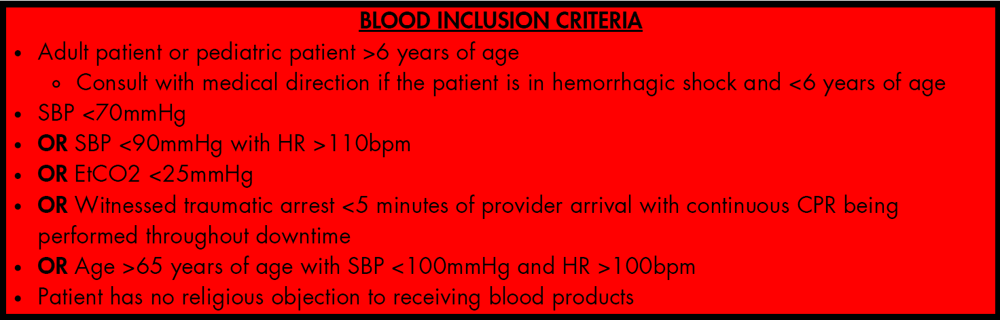 BLOOD INCLUSION CRITERIA
• Adult patient or pediatric patient >6 years of age
◦ Consult with medical direction if the patient is in hemorrhagic shock and <6 years of age
• SBP <70mmHg
• OR SBP <90mmHg with HR >110bpm
• OR EtCO2 <25mmHg
• OR Witnessed traumatic arrest <5 minutes of provider arrival with continuous CPR being
performed throughout downtime
• OR Age >65 years of age with SBP <100mmHg and HR >100bpm
• Patient has no religious objection to receiving blood products